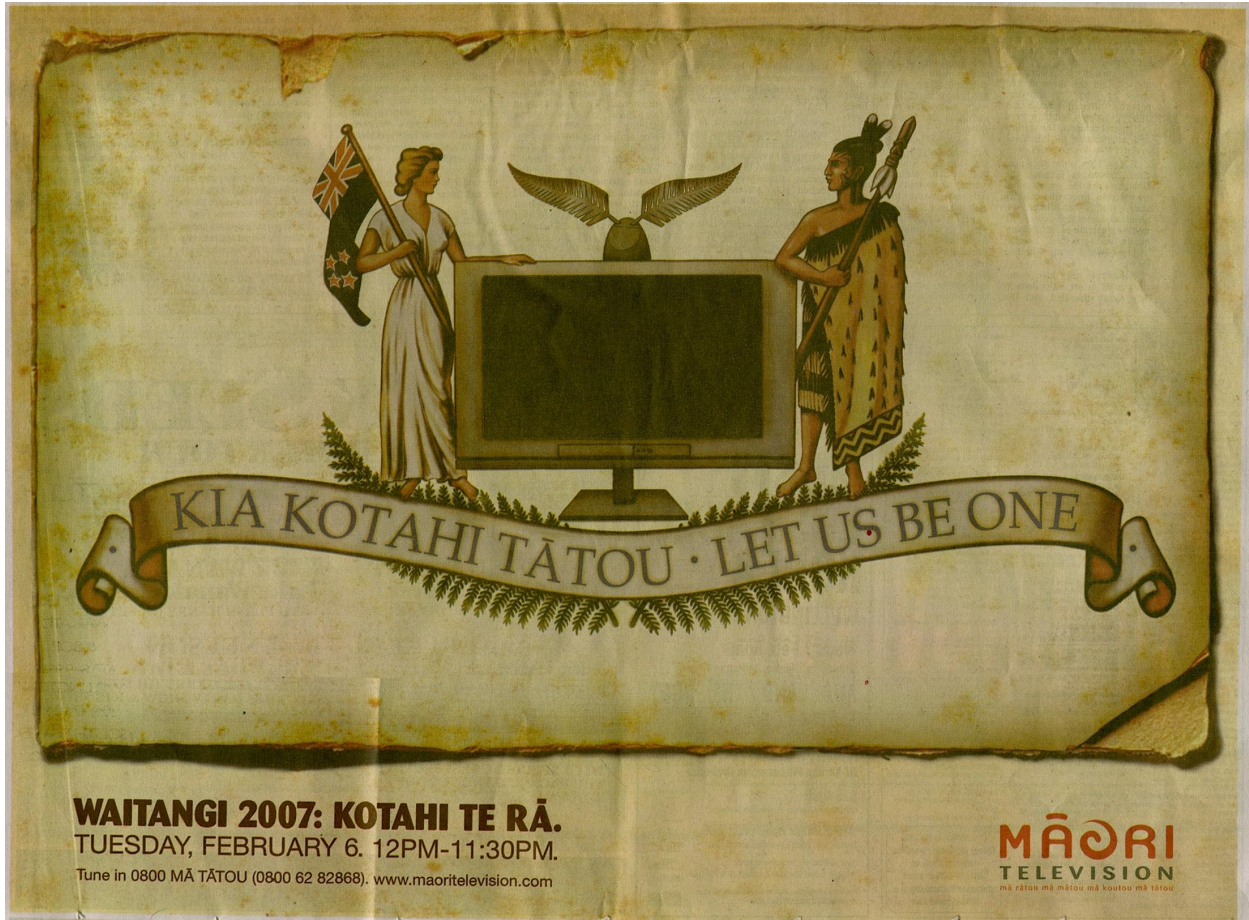 KIA KOTAHI TĀTOU · LET US BE ONE
WAITANGI 2007: KOTAHI TE RĀ.
TUESDAY, FEBRUARY 6. 12PM-11:30PM.
Tune in 0800 MĀ TĀTOU (0800 62 82868). www.maoritelevision.com
MĀORI
TELEVISION
mā rātou mā mātou mā koutou mā tātou